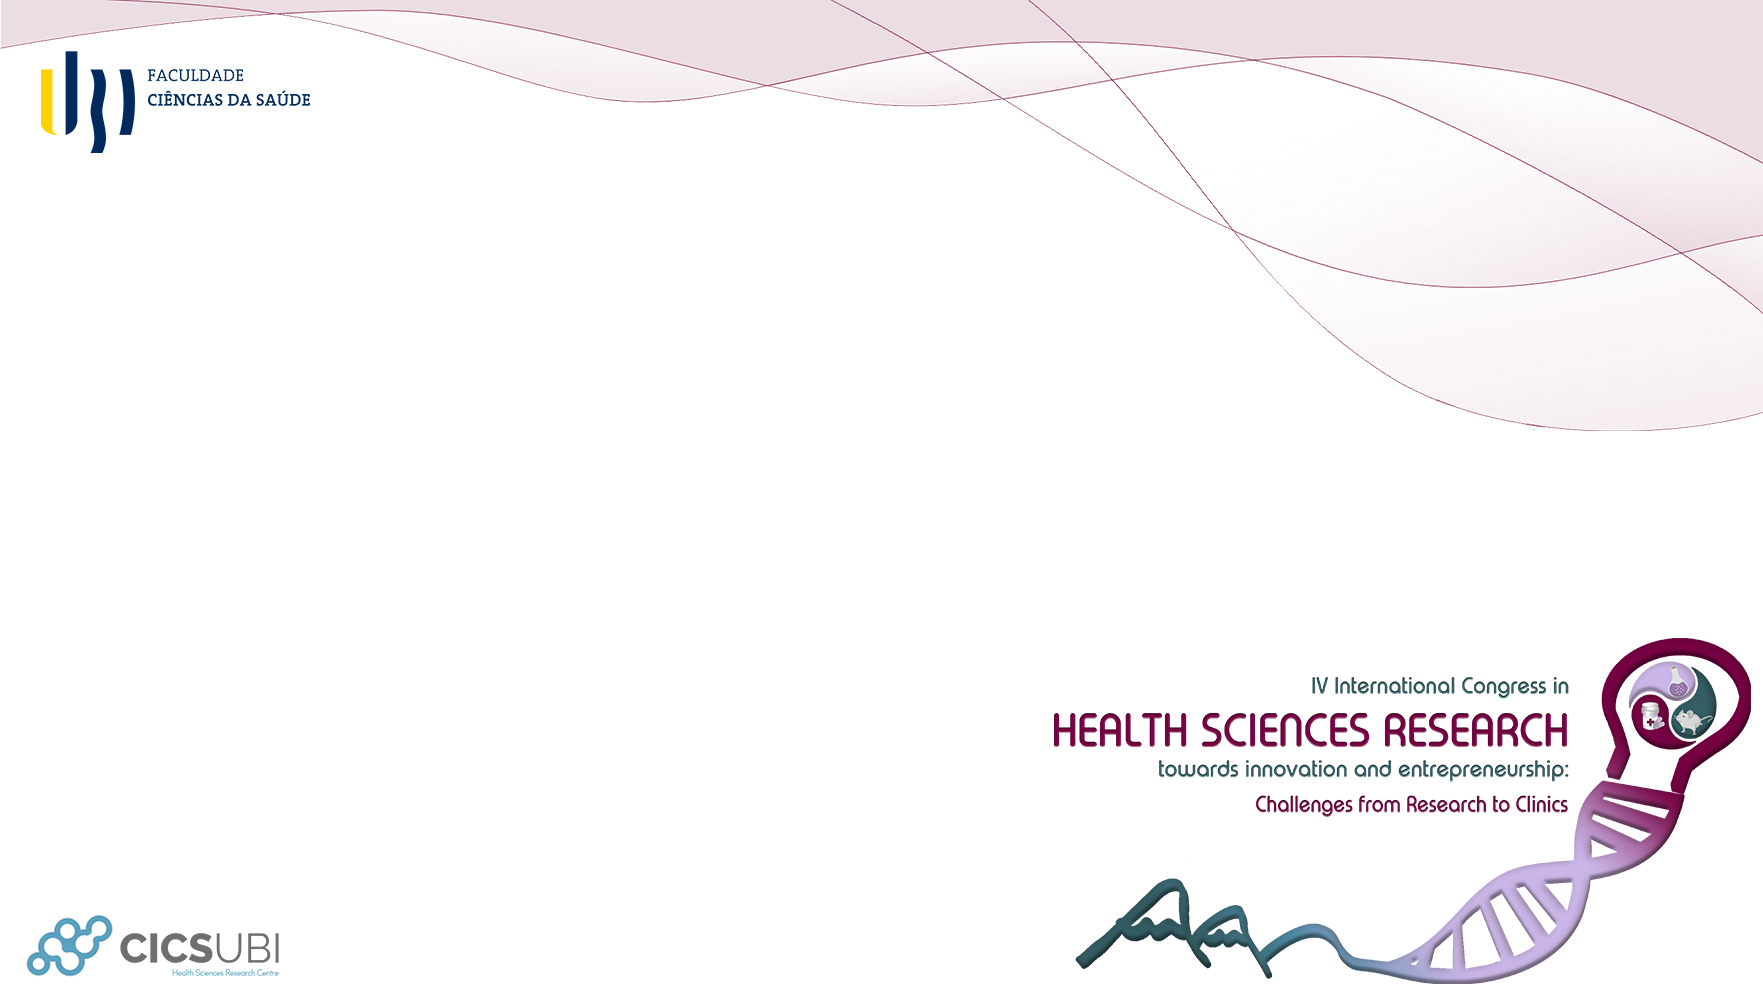 FACULDADE
CIÊNCIAS DA SAÚDE
IV International Congress in
HEALTH SCIENCES RESEARCH
towards innovation and entrepreneurship:
Challenges from Research to Clinics
CICSUBI
Health Sciences Research Centre